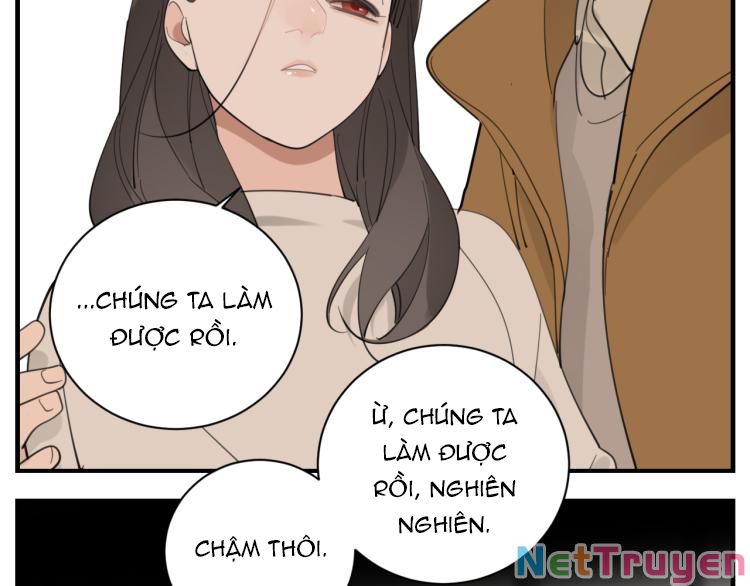 ...CHÚNG TA LÀM
ĐƯỢC RỒI.
Ừ, CHÚNG TA
LÀM ĐƯỢC
RỒI, NGHIÊN
NGHIÊN.
CHẬM THÔI.
NetTruyen